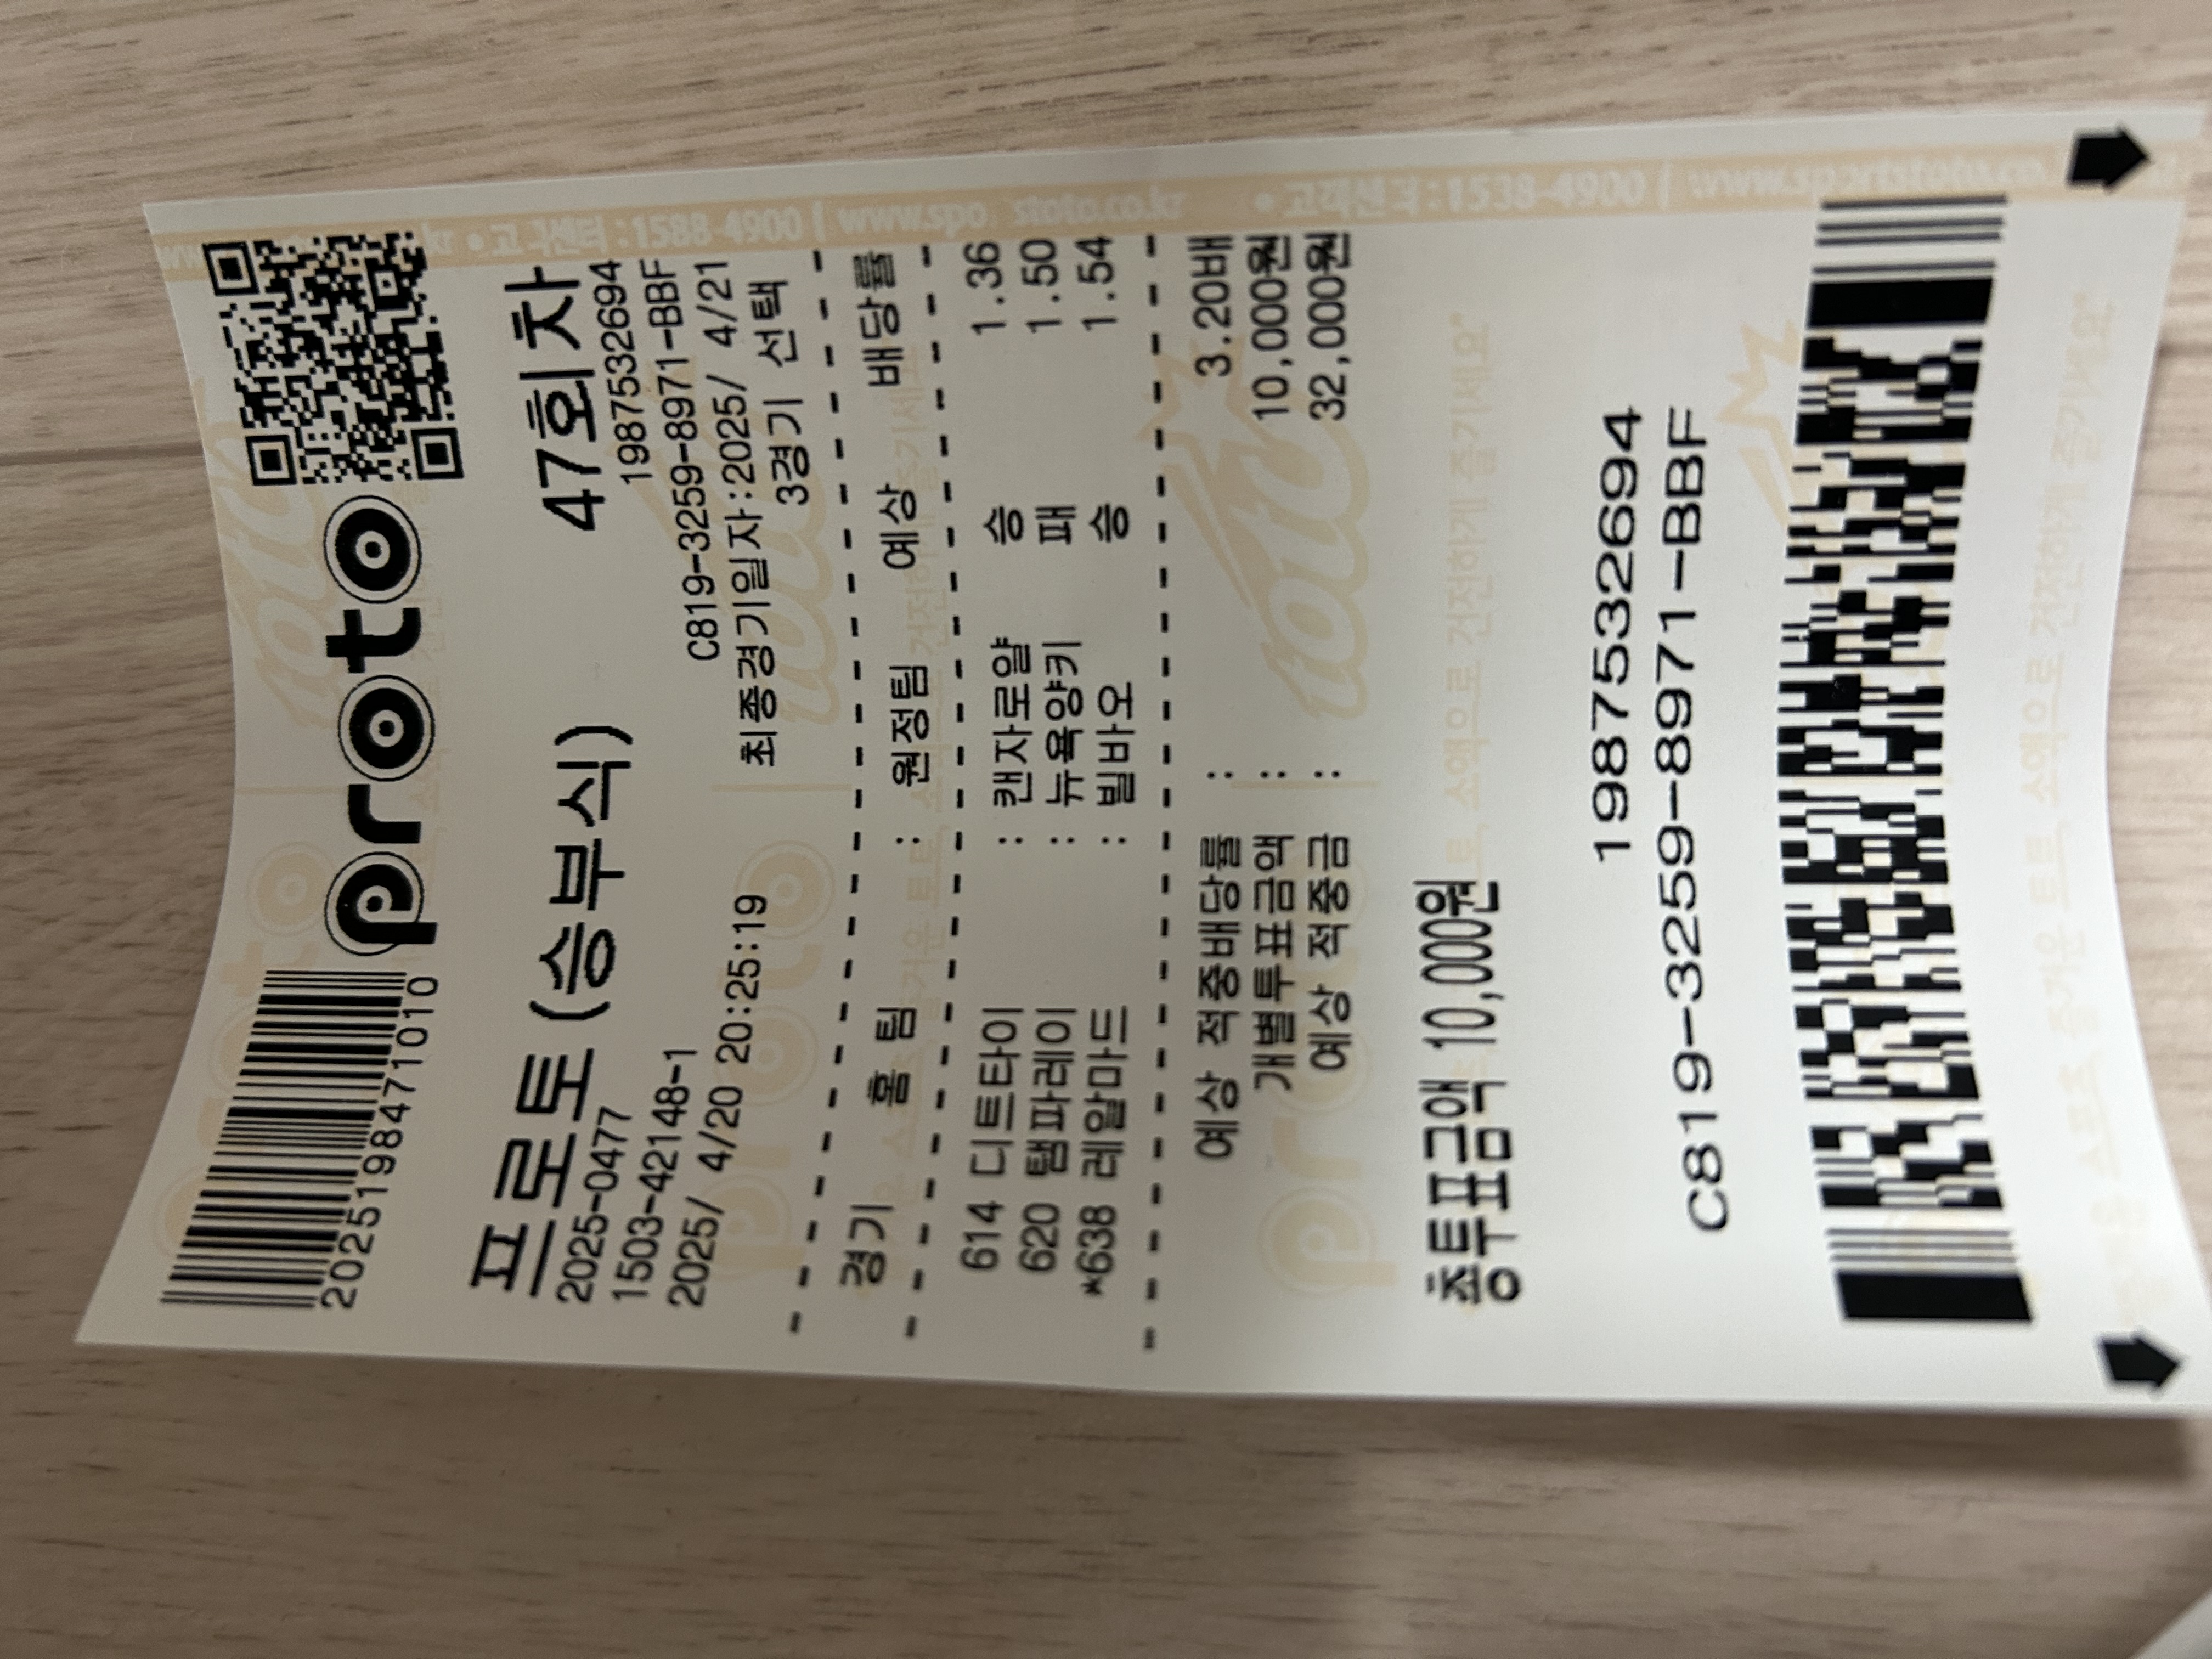 2025198471010
proto
프로토 (승부식) 47회차
2025-0477 1987532694
1503-42148-1 C819-3259-8971-BBF
2025/ 4/20 20:25:19 최종경기일자:2025/ 4/21
3경기 선택
경기 홈 팀 : 원정팀 예상 배당률
614 디트타이 : 캔자로얄 승 1.36
620 탬파레이 : 뉴욕양키 패 1.50
*638 레알마드 : 빌바오 승 1.54
예상 적중배당률 : 3.20배
개별투표금액 : 10,000원
예상 적중금 : 32,000원
총투표금액 10,000원
1987532694
C819-3259-8971-BBF